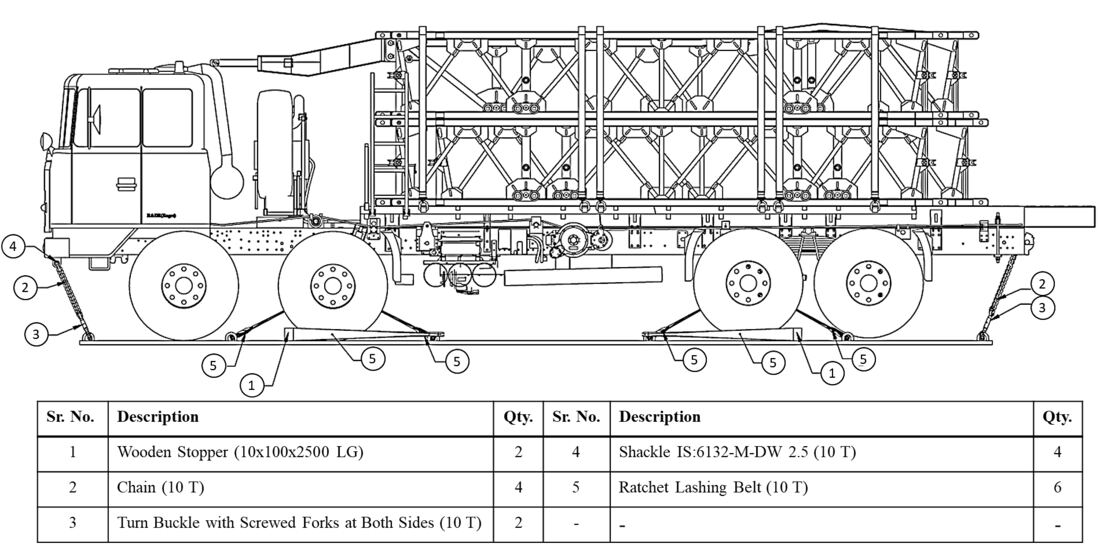 BAZE(Kagel)
4
2
3
2
3
5
5
5
5
5
5
1
1
Sr. No. Description Qty. Sr. No. Description Qty.
1 Wooden Stopper (10x100x2500 LG) 2 4 Shackle IS:6132-M-DW 2.5 (10 T) 4
2 Chain (10 T) 4 5 Ratchet Lashing Belt (10 T) 6
3 Turn Buckle with Screwed Forks at Both Sides (10 T) 2 - - -